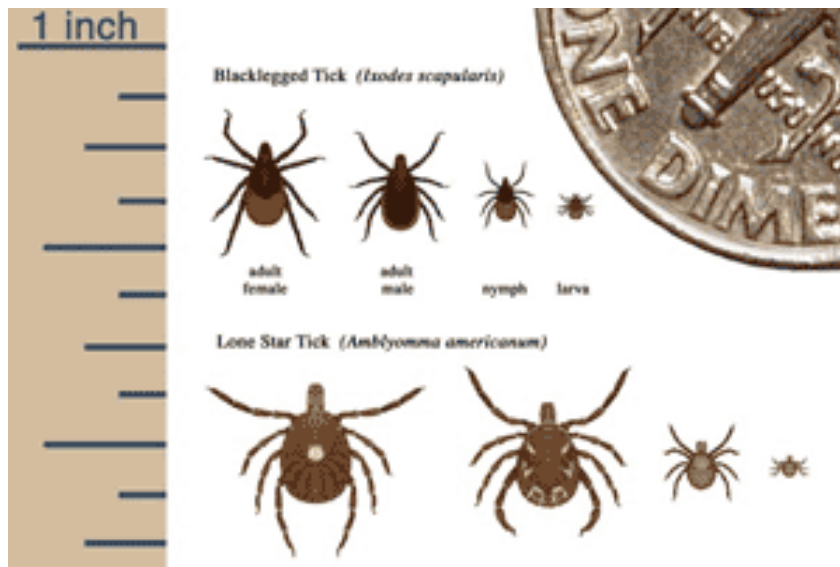 1 inch
Blacklegged Tick (Ixodes scapularis)
ONE DIME
adult female
adult male
nymph
larva
Lone Star Tick (Amblyomma americanum)